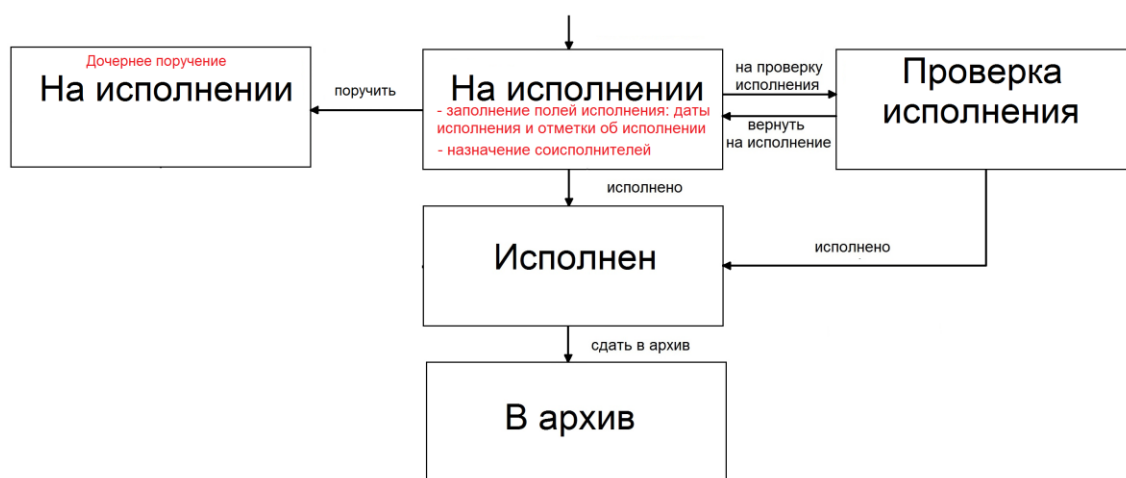 Дочернее поручение
На исполнении
поручить
На исполнении
- заполнение полей исполнения: даты
исполнения и отметки об исполнении
- назначение соисполнителей
на проверку
исполнения
вернуть
на исполнение
Проверка
исполнения
исполнено
Исполнен
исполнено
сдать в архив
В архив